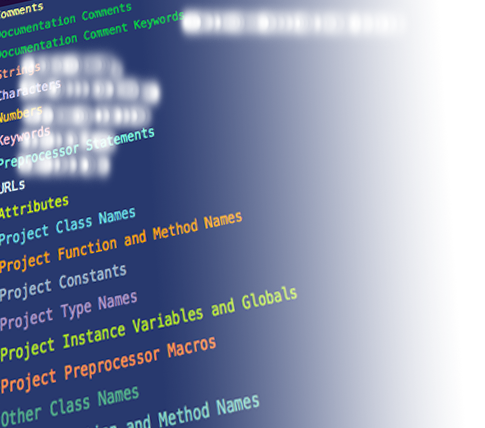 Comments
Documentation Comments
Documentation Comment Keywords
Strings
Characters
Numbers
Keywords
Preprocessor Statements
URLs
Attributes
Project Class Names
Project Function and Method Names
Project Constants
Project Type Names
Project Instance Variables and Globals
Project Preprocessor Macros
Other Class Names
and Method Names